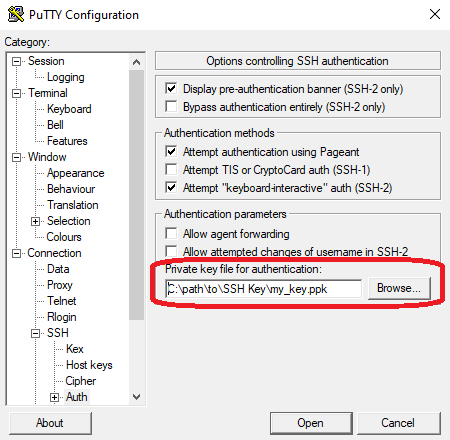 PuTTY Configuration
Category:
Session
Logging
Terminal
Keyboard
Bell
Features
Window
Appearance
Behaviour
Translation
Selection
Colours
Connection
Data
Proxy
Telnet
Rlogin
SSH
Kex
Host keys
Cipher
Auth
Options controlling SSH authentication
Display pre-authentication banner (SSH-2 only)
Bypass authentication entirely (SSH-2 only)
Authentication methods
Attempt authentication using Pageant
Attempt TIS or CryptoCard auth (SSH-1)
Attempt "keyboard-interactive" auth (SSH-2)
Authentication parameters
Allow agent forwarding
Allow attempted changes of username in SSH-2
Private key file for authentication:
C:\path\to\SSH Key\my_key.ppk
Browse...
About
Open
Cancel